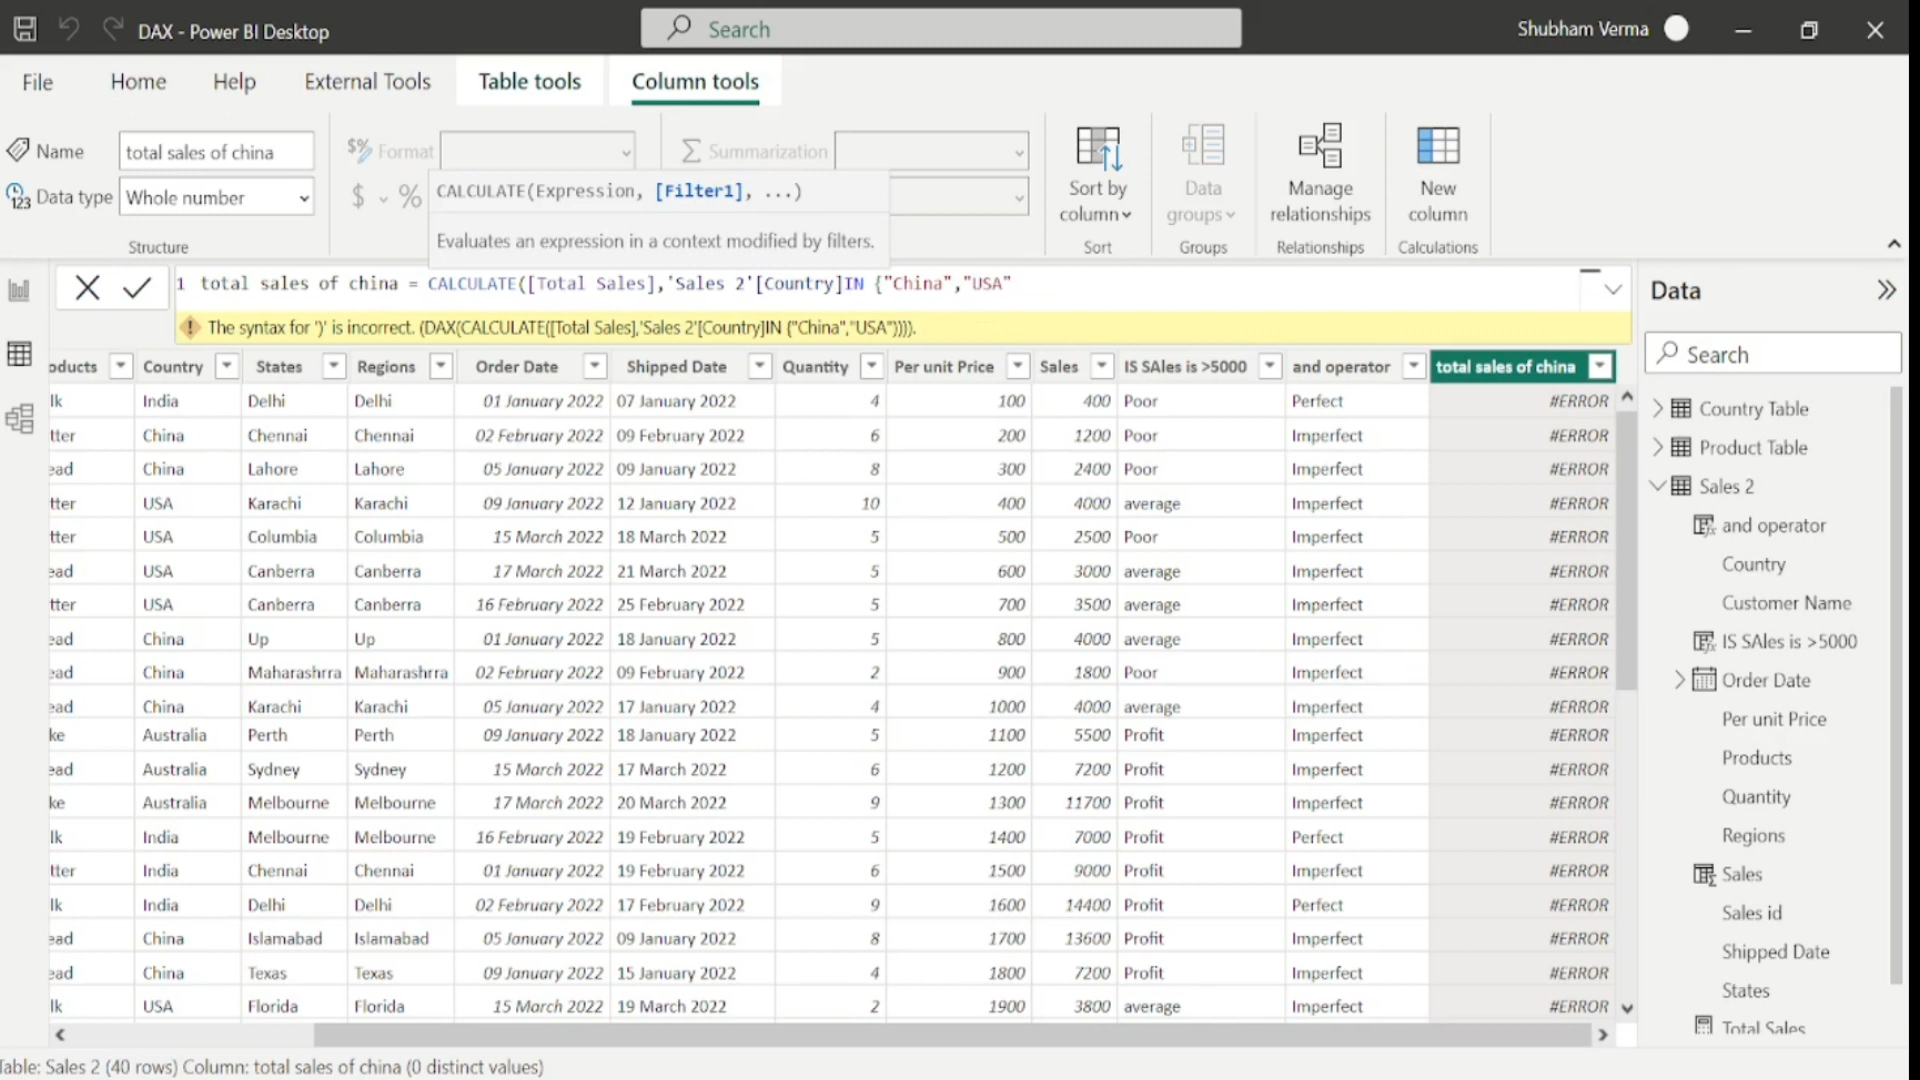 DAX - Power BI Desktop
Search
Shubham Verma
File Home Help External Tools Table tools Column tools
Name total sales of china $% Format Σ Summarization
123 Data type Whole number $ %
CALCULATE(Expression, [Filter1], ...)
Evaluates an expression in a context modified by filters.
Sort by column
Data groups
Manage relationships
New column
Structure Sort Groups Relationships Calculations
1 total sales of china = CALCULATE([Total Sales],'Sales 2'[Country]IN {"China","USA"
The syntax for ')' is incorrect. (DAX(CALCULATE([Total Sales],'Sales 2'[Country]IN {"China","USA")))).
oducts Country States Regions Order Date Shipped Date Quantity Per unit Price Sales IS SAles is >5000 and operator total sales of china
lk India Delhi Delhi 01 January 2022 07 January 2022 4 100 400 Poor Perfect #ERROR
tter China Chennai Chennai 02 February 2022 09 February 2022 6 200 1200 Poor Imperfect #ERROR
ead China Lahore Lahore 05 January 2022 09 January 2022 8 300 2400 Poor Imperfect #ERROR
tter USA Karachi Karachi 09 January 2022 12 January 2022 10 400 4000 average Imperfect #ERROR
tter USA Columbia Columbia 15 March 2022 18 March 2022 5 500 2500 Poor Imperfect #ERROR
ead USA Canberra Canberra 17 March 2022 21 March 2022 5 600 3000 average Imperfect #ERROR
tter USA Canberra Canberra 16 February 2022 25 February 2022 5 700 3500 average Imperfect #ERROR
ead China Up Up 01 January 2022 18 January 2022 5 800 4000 average Imperfect #ERROR
ead China Maharashrra Maharashrra 02 February 2022 09 February 2022 2 900 1800 Poor Imperfect #ERROR
ead China Karachi Karachi 05 January 2022 17 January 2022 4 1000 4000 average Imperfect #ERROR
ke Australia Perth Perth 09 January 2022 18 January 2022 5 1100 5500 Profit Imperfect #ERROR
ead Australia Sydney Sydney 15 March 2022 17 March 2022 6 1200 7200 Profit Imperfect #ERROR
ke Australia Melbourne Melbourne 17 March 2022 20 March 2022 9 1300 11700 Profit Imperfect #ERROR
lk India Melbourne Melbourne 16 February 2022 19 February 2022 5 1400 7000 Profit Perfect #ERROR
tter India Chennai Chennai 01 January 2022 19 February 2022 6 1500 9000 Profit Imperfect #ERROR
lk India Delhi Delhi 02 February 2022 17 February 2022 9 1600 14400 Profit Perfect #ERROR
ead China Islamabad Islamabad 05 January 2022 09 January 2022 8 1700 13600 Profit Imperfect #ERROR
ead China Texas Texas 09 January 2022 15 January 2022 4 1800 7200 Profit Imperfect #ERROR
lk USA Florida Florida 15 March 2022 19 March 2022 2 1900 3800 average Imperfect #ERROR
Data
Search
Country Table
Product Table
Sales 2
and operator
Country
Customer Name
IS SAles is >5000
Order Date
Per unit Price
Products
Quantity
Regions
Sales
Sales id
Shipped Date
States
Total Sales
Table: Sales 2 (40 rows) Column: total sales of china (0 distinct values)